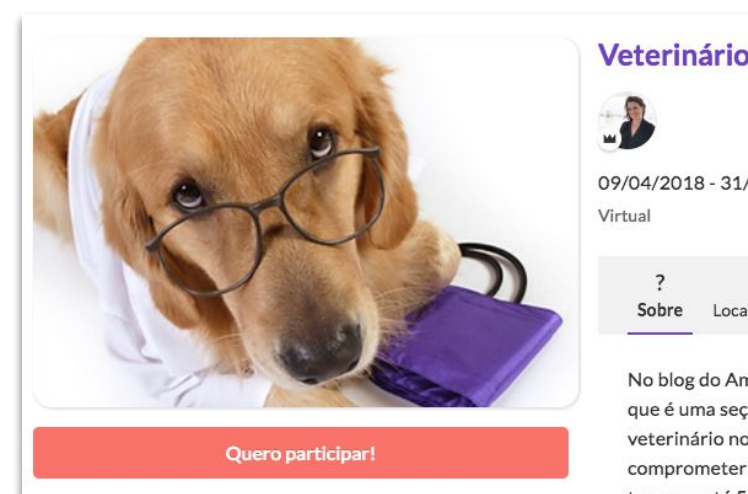 Veterinário
09/04/2018 - 31/
Virtual
?
Sobre Loca
No blog do Am
que é uma seç
veterinário no
comprometer
Quero participar!